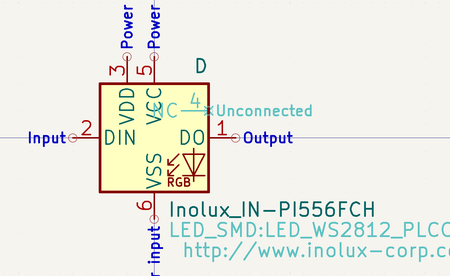 Power
Power
3
5
D
VDD
VCC
NC
4
Unconnected
Input
2
DIN
DO
1
Output
VSS
RGB
6
Inolux_IN-PI556FCH
LED_SMD:LED_WS2812_PLCC
http://www.inolux-corp.co
input